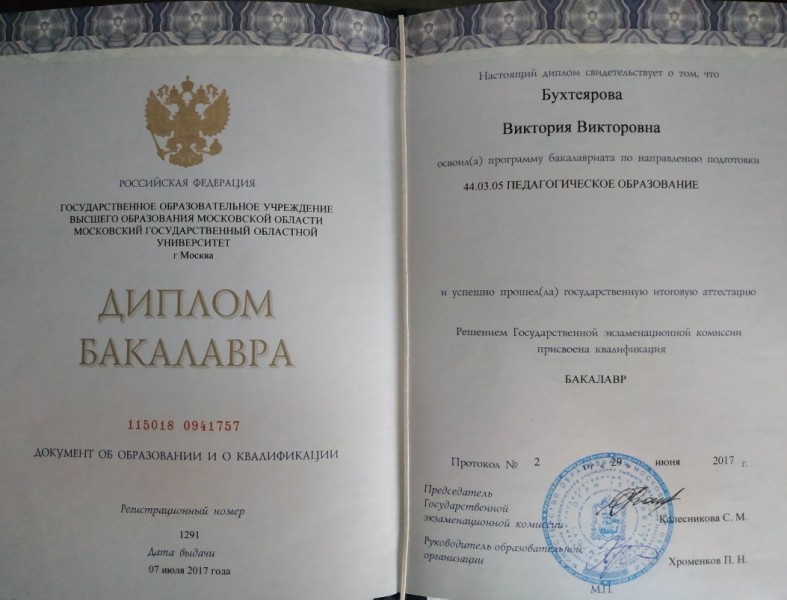 РОССИЙСКАЯ ФЕДЕРАЦИЯ
ГОСУДАРСТВЕННОЕ ОБРАЗОВАТЕЛЬНОЕ УЧРЕЖДЕНИЕ
ВЫСШЕГО ОБРАЗОВАНИЯ МОСКОВСКОЙ ОБЛАСТИ
МОСКОВСКИЙ ГОСУДАРСТВЕННЫЙ ОБЛАСТНОЙ
УНИВЕРСИТЕТ
г Москва
ДИПЛОМ
БАКАЛАВРА
115018 0941757
ДОКУМЕНТ ОБ ОБРАЗОВАНИИ И О КВАЛИФИКАЦИИ
Регистрационный номер
1291
Дата выдачи
07 июля 2017 года
Настоящий диплом свидетельствует о том, что
Бухтеярова
Виктория Викторовна
освоил(а) программу бакалавриата по направлению подготовки
44.03.05 ПЕДАГОГИЧЕСКОЕ ОБРАЗОВАНИЕ
и успешно прошел(ла) государственную итоговую аттестацию
Решением Государственной экзаменационной комиссии
присвоена квалификация
БАКАЛАВР
Протокол № 2 от « 29 июня 2017 г.
Председатель
Государственной
экзаменационной комиссии Колесникова С. М.
Руководитель образовательной
организации Хроменков П. Н.
М.П.